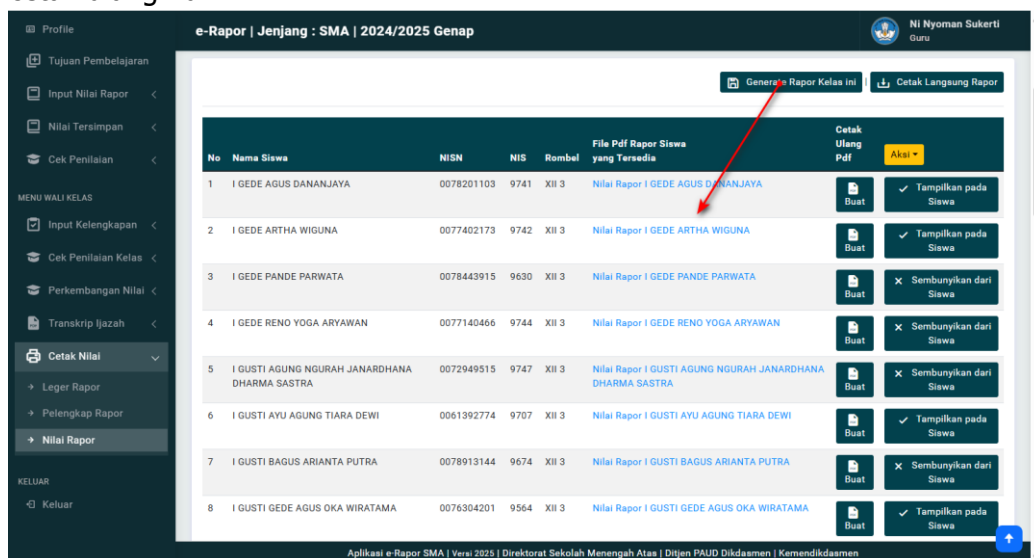 Profile
e-Rapor | Jenjang : SMA | 2024/2025 Genap
Ni Nyoman Sukerti
Guru
Tujuan Pembelajaran
Input Nilai Rapor
Nilai Tersimpan
Cek Penilaian
MENU WALI KELAS
Input Kelengkapan
Cek Penilaian Kelas
Perkembangan Nilai
Transkrip Ijazah
Cetak Nilai
Leger Rapor
Pelengkap Rapor
Nilai Rapor
KELUAR
Keluar
Generate Rapor Kelas ini | Cetak Langsung Rapor
No Nama Siswa NISN NIS Rombel File Pdf Rapor Siswa yang Tersedia Cetak Ulang Pdf Aksi
1 I GEDE AGUS DANANJAYA 0078201103 9741 XII 3 Nilai Rapor I GEDE AGUS DANANJAYA Buat Tampilkan pada Siswa
2 I GEDE ARTHA WIGUNA 0077402173 9742 XII 3 Nilai Rapor I GEDE ARTHA WIGUNA Buat Tampilkan pada Siswa
3 I GEDE PANDE PARWATA 0078443915 9630 XII 3 Nilai Rapor I GEDE PANDE PARWATA Buat Sembunyikan dari Siswa
4 I GEDE RENO YOGA ARYAWAN 0077140466 9744 XII 3 Nilai Rapor I GEDE RENO YOGA ARYAWAN Buat Sembunyikan dari Siswa
5 I GUSTI AGUNG NGURAH JANARDHANA DHARMA SASTRA 0072949515 9747 XII 3 Nilai Rapor I GUSTI AGUNG NGURAH JANARDHANA DHARMA SASTRA Buat Sembunyikan dari Siswa
6 I GUSTI AYU AGUNG TIARA DEWI 0061392774 9707 XII 3 Nilai Rapor I GUSTI AYU AGUNG TIARA DEWI Buat Tampilkan pada Siswa
7 I GUSTI BAGUS ARIANTA PUTRA 0078913144 9674 XII 3 Nilai Rapor I GUSTI BAGUS ARIANTA PUTRA Buat Sembunyikan dari Siswa
8 I GUSTI GEDE AGUS OKA WIRATAMA 0076304201 9564 XII 3 Nilai Rapor I GUSTI GEDE AGUS OKA WIRATAMA Buat Tampilkan pada Siswa
Aplikasi e-Rapor SMA | Versi 2025 | Direktorat Sekolah Menengah Atas | Ditjen PAUD Dikdasmen | Kemendikdasmen